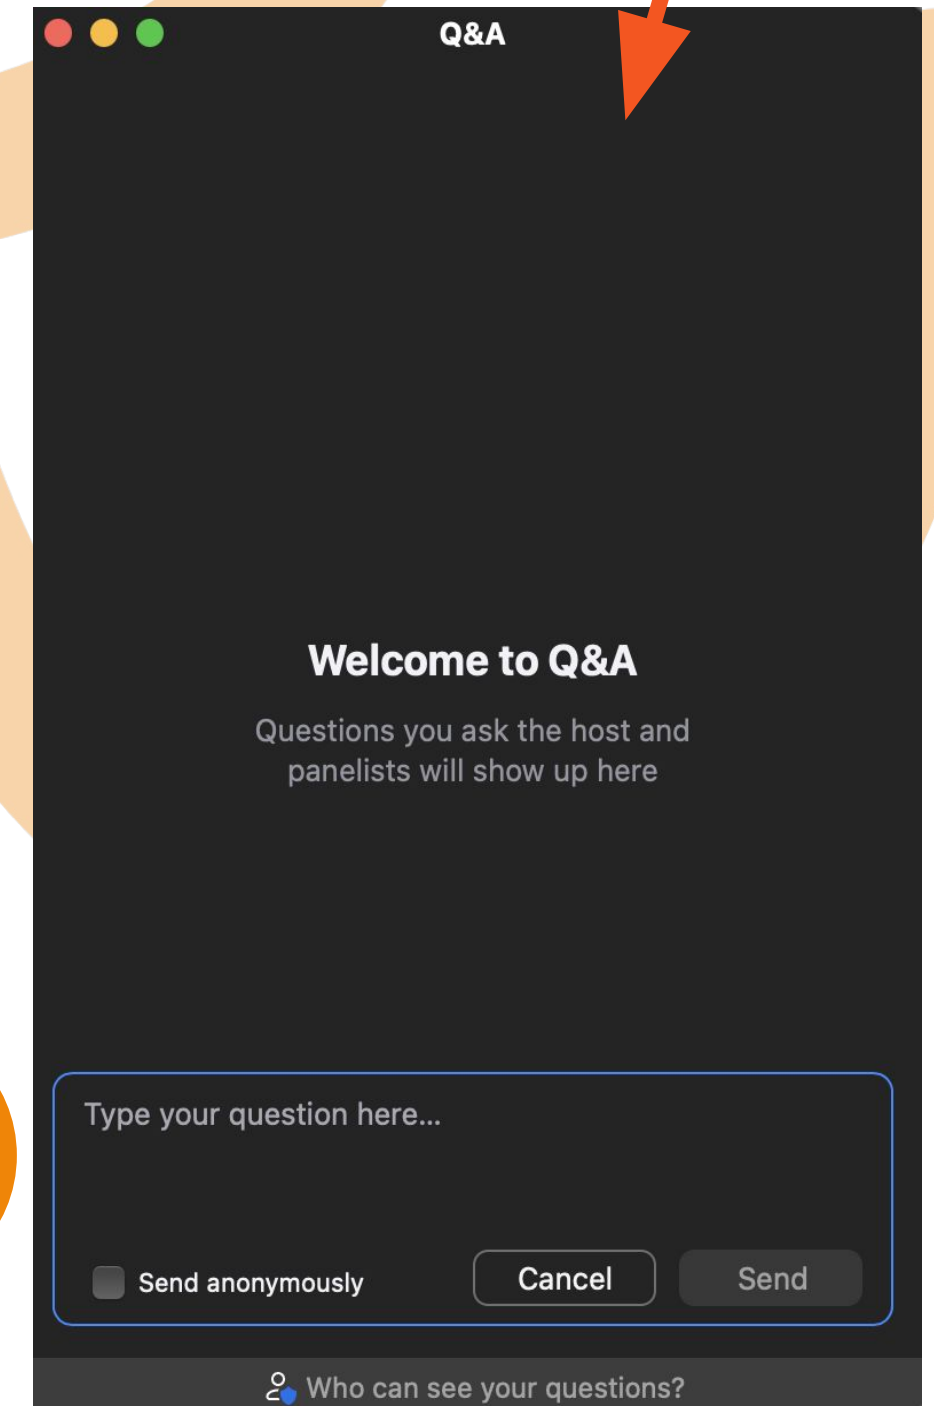 Q&A
Welcome to Q&A
Questions you ask the host and
panelists will show up here
Type your question here...
Send anonymously
Cancel
Send
Who can see your questions?